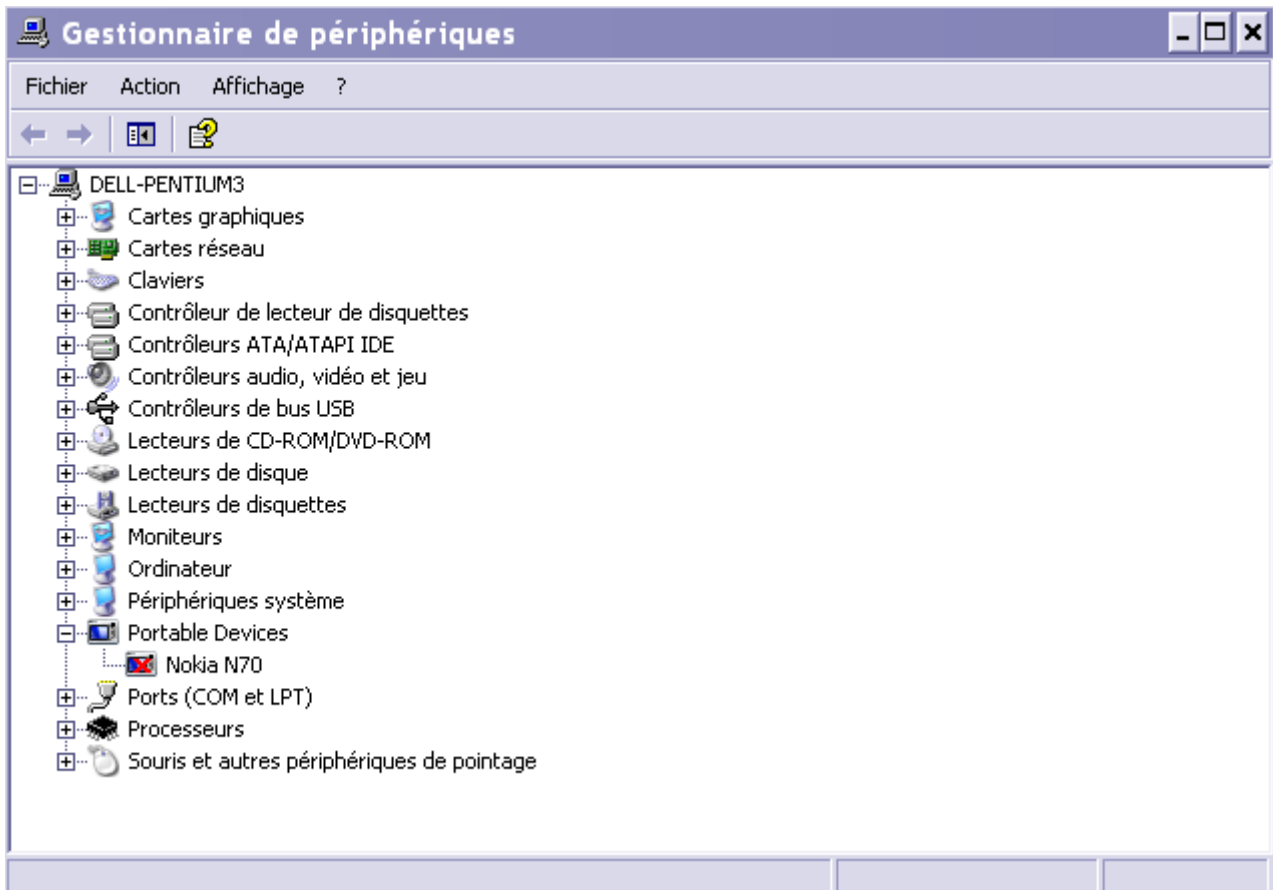 Gestionnaire de périphériques
Fichier Action Affichage ?
DELL-PENTIUM3
Cartes graphiques
Cartes réseau
Claviers
Contrôleur de lecteur de disquettes
Contrôleurs ATA/ATAPI IDE
Contrôleurs audio, vidéo et jeu
Contrôleurs de bus USB
Lecteurs de CD-ROM/DVD-ROM
Lecteurs de disque
Lecteurs de disquettes
Moniteurs
Ordinateur
Périphériques système
Portable Devices
Nokia N70
Ports (COM et LPT)
Processeurs
Souris et autres périphériques de pointage